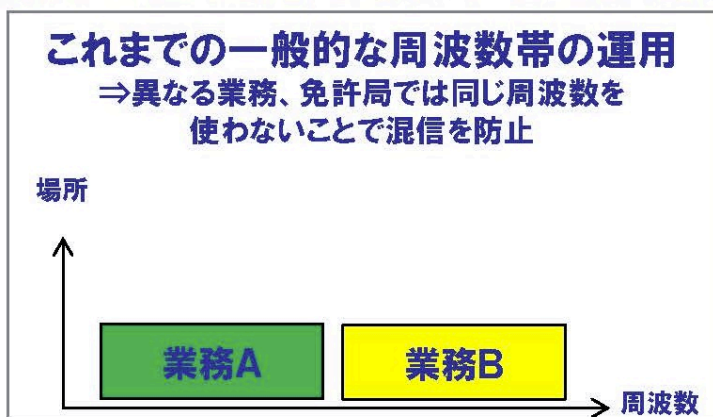 これまでの一般的な周波数帯の運用
⇒異なる業務、免許局では同じ周波数を
使わないことで混信を防止
場所
業務A
業務B
周波数